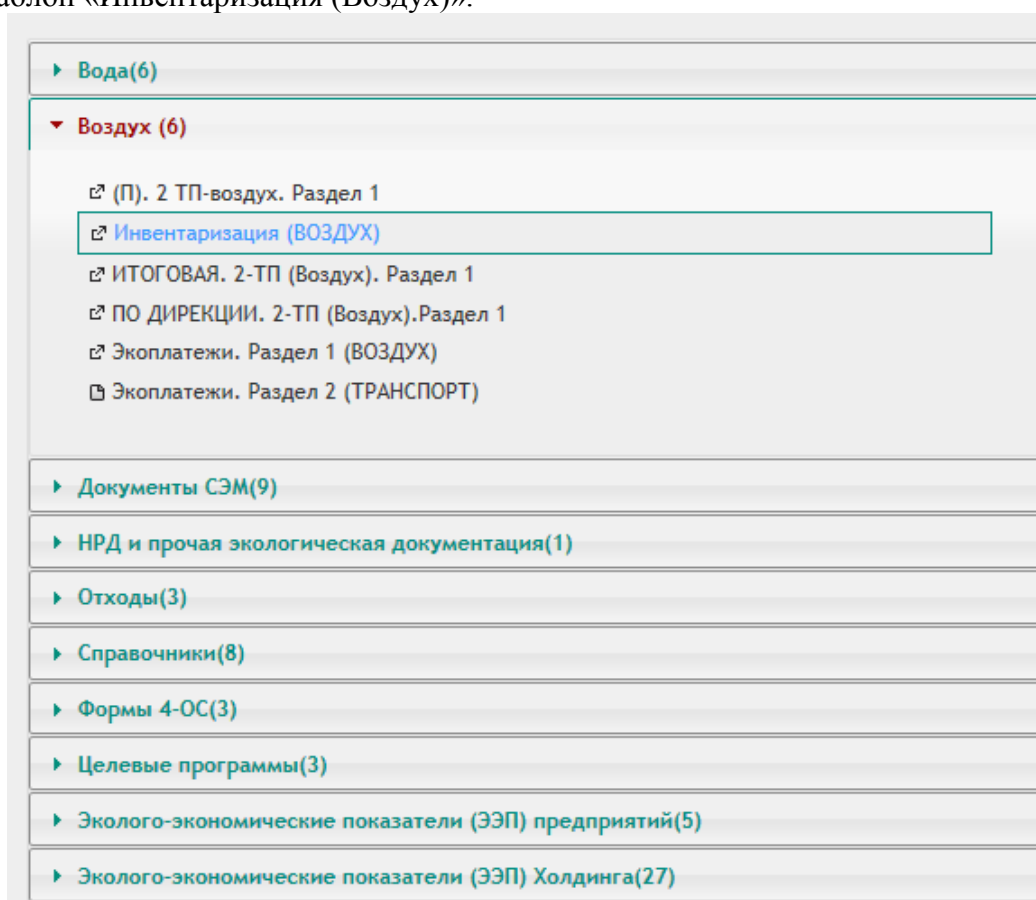 «Инвентаризация (Воздух)».
Вода(6)
Воздух (6)
(П). 2 ТП-воздух. Раздел 1
Инвентаризация (ВОЗДУХ)
ИТОГОВАЯ. 2-ТП (Воздух). Раздел 1
ПО ДИРЕКЦИИ. 2-ТП (Воздух).Раздел 1
Экоплатежи. Раздел 1 (ВОЗДУХ)
Экоплатежи. Раздел 2 (ТРАНСПОРТ)
Документы СЭМ(9)
НРД и прочая экологическая документация(1)
Отходы(3)
Справочники(8)
Формы 4-ОС(3)
Целевые программы(3)
Эколого-экономические показатели (ЭЭП) предприятий(5)
Эколого-экономические показатели (ЭЭП) Холдинга(27)